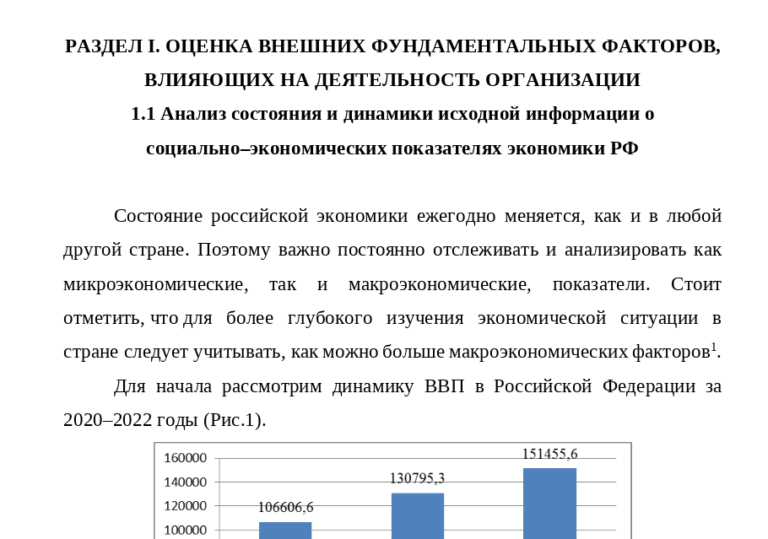 РАЗДЕЛ I. ОЦЕНКА ВНЕШНИХ ФУНДАМЕНТАЛЬНЫХ ФАКТОРОВ,
ВЛИЯЮЩИХ НА ДЕЯТЕЛЬНОСТЬ ОРГАНИЗАЦИИ
1.1 Анализ состояния и динамики исходной информации о
социально–экономических показателях экономики РФ
Состояние российской экономики ежегодно меняется, как и в любой
другой стране. Поэтому важно постоянно отслеживать и анализировать как
микроэкономические, так и макроэкономические, показатели. Стоит
отметить, что для более глубокого изучения экономической ситуации в
стране следует учитывать, как можно больше макроэкономических факторов¹.
Для начала рассмотрим динамику ВВП в Российской Федерации за
2020–2022 годы (Рис.1).
160000
140000
120000
100000
106606,6
130795,3
151455,6